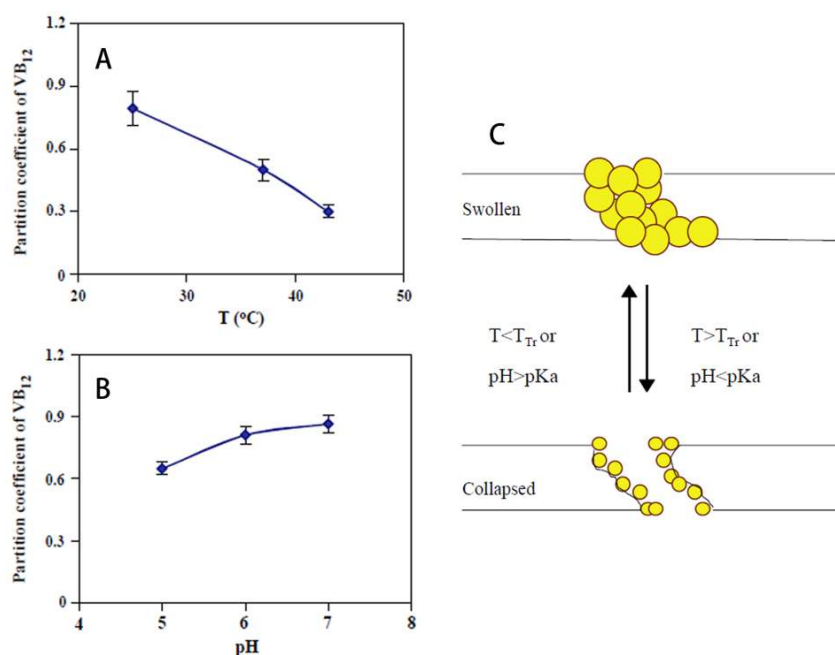 A
Partition coefficient of VB12
1.2
0.9
0.6
0.3
0
20
30
40
50
T (°C)
B
Partition coefficient of VB12
1.2
0.9
0.6
0.3
0
4
5
6
7
8
pH
C
Swollen
T<TTr or
pH>pKa
T>TTr or
pH<pKa
Collapsed